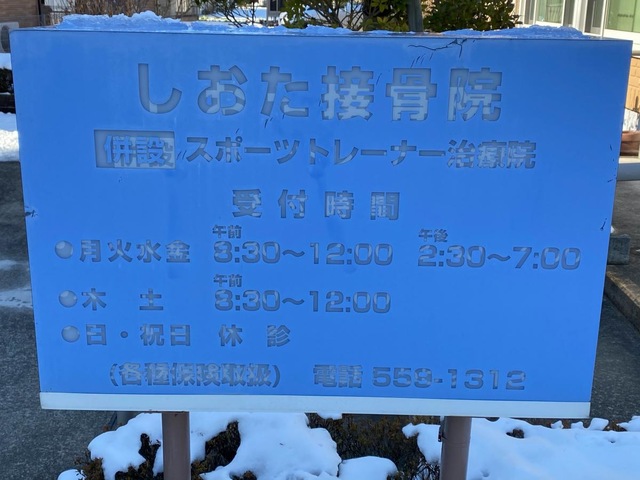 しおた接骨院
併設 スポーツトレーナー治療院
受付時間
●月火水金 午前 8:30～12:00 午後 2:30～7:00
●木 土 午前 8:30～12:00
●日・祝日 休 診
(各種保険取扱) 電話 559-1312